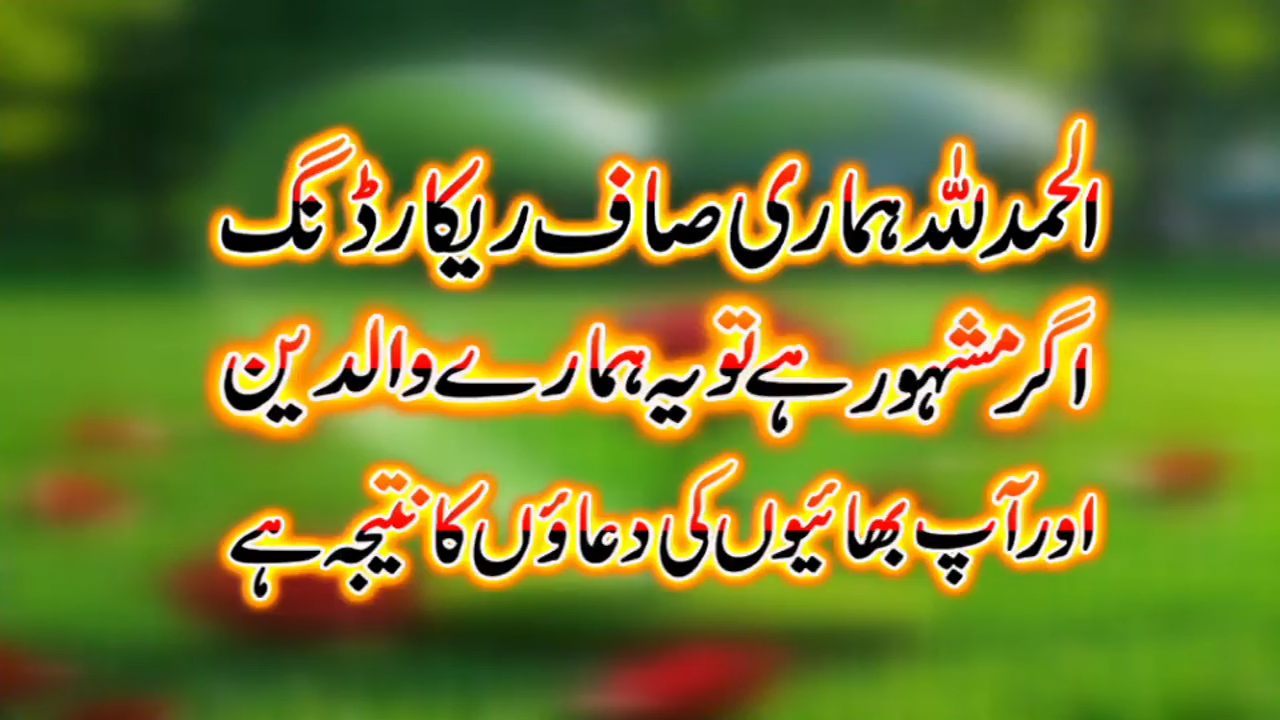 الحمدللہ ہماری صاف ریکارڈنگ
اگر مشہور ہے تو یہ ہمارے والدین
اور آپ بھائیوں کی دعاؤں کا نتیجہ ہے